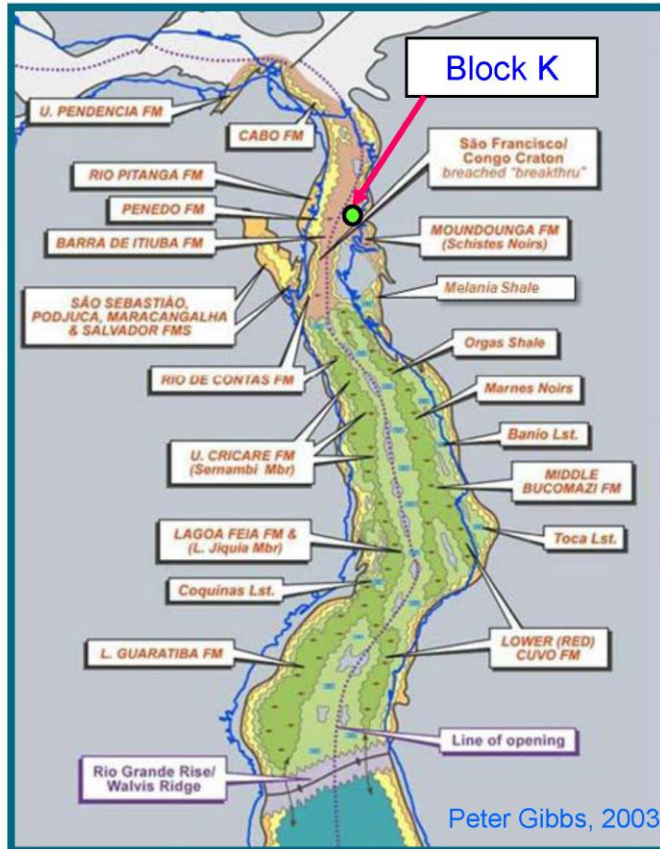 Block K
U. PENDENCIA FM
CABO FM
São Francisco/
Congo Craton
breached "breakthru"
RIO PITANGA FM
PENEDO FM
BARRA DE ITIUBA FM
MOUNDOUNGA FM
(Schistes Noirs)
Melania Shale
SÃO SEBASTIÃO,
PODJUCA, MARACANGALHA
& SALVADOR FMS
Orgas Shale
RIO DE CONTAS FM
Marnes Noirs
Banio Lst.
U. CRICARE FM
(Sernambi Mbr)
MIDDLE
BUCOMAZI FM
LAGOA FEIA FM &
(L. Jiquia Mbr)
Toca Lst.
Coquinas Lst.
L. GUARATIBA FM
LOWER (RED)
CUVO FM
Line of opening
Rio Grande Rise/
Walvis Ridge
Peter Gibbs, 2003